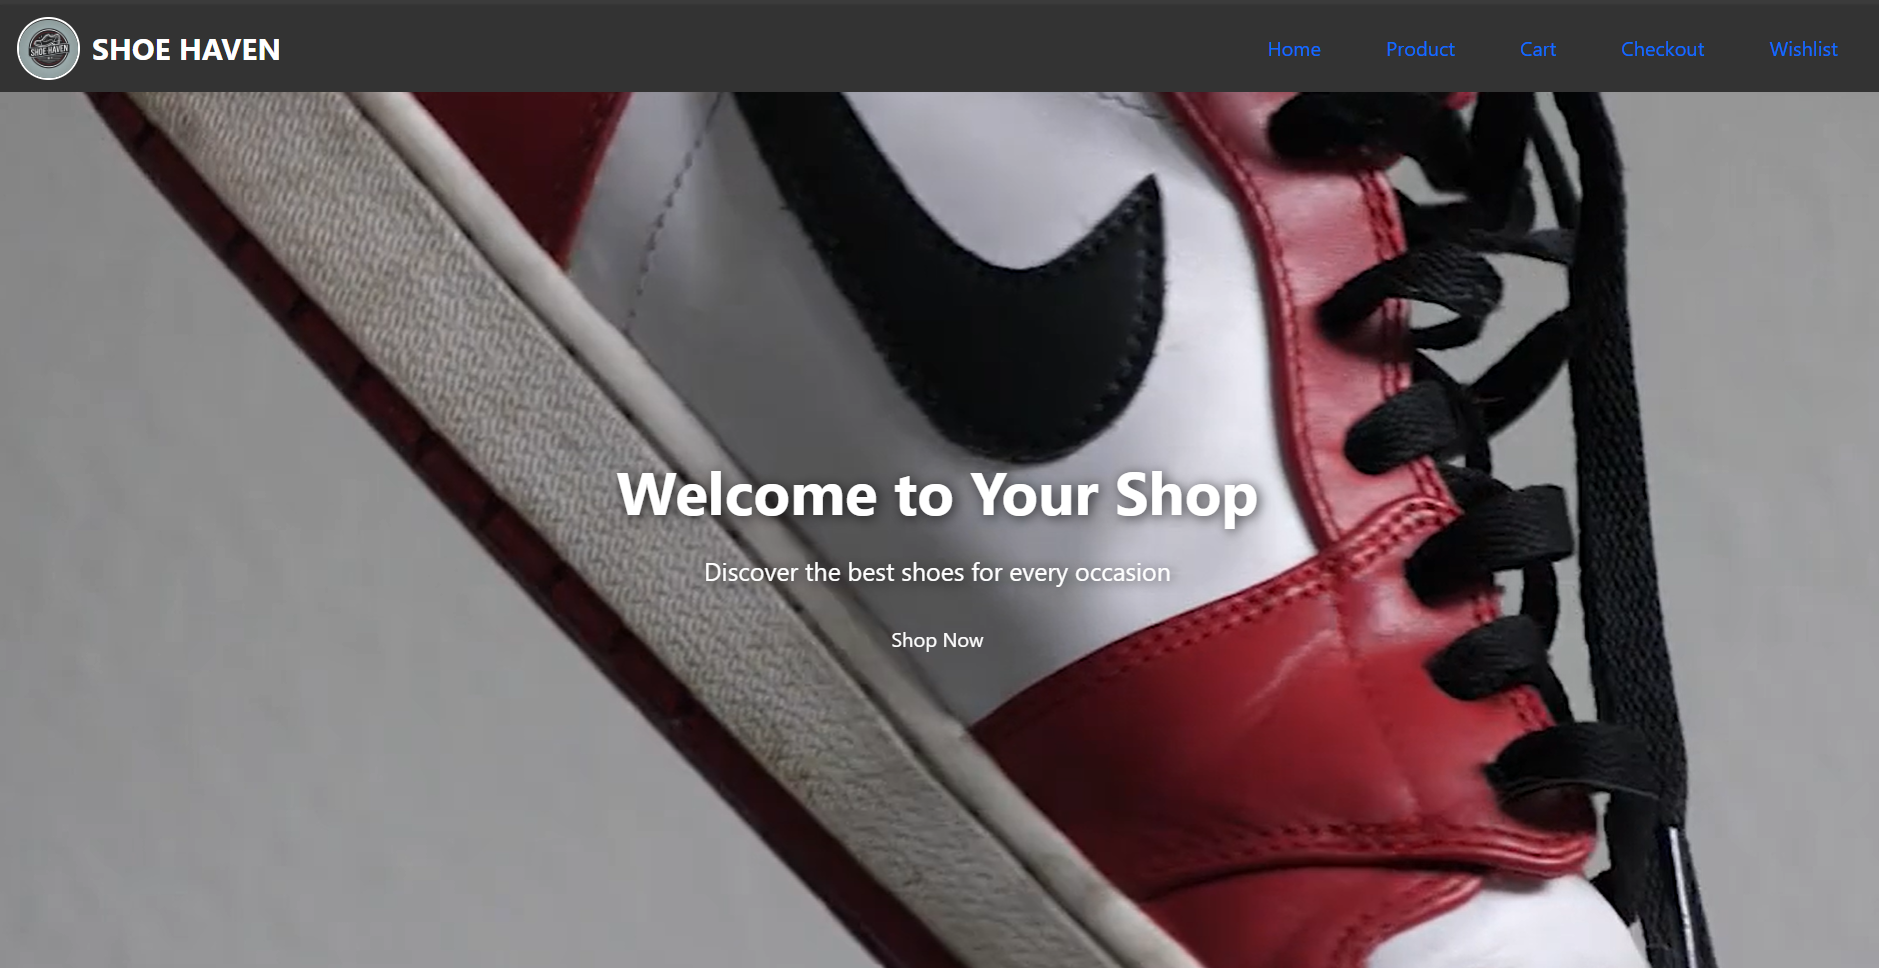 SHOE HAVEN
SHOE HAVEN
Home
Product
Cart
Checkout
Wishlist
Welcome to Your Shop
Discover the best shoes for every occasion
Shop Now